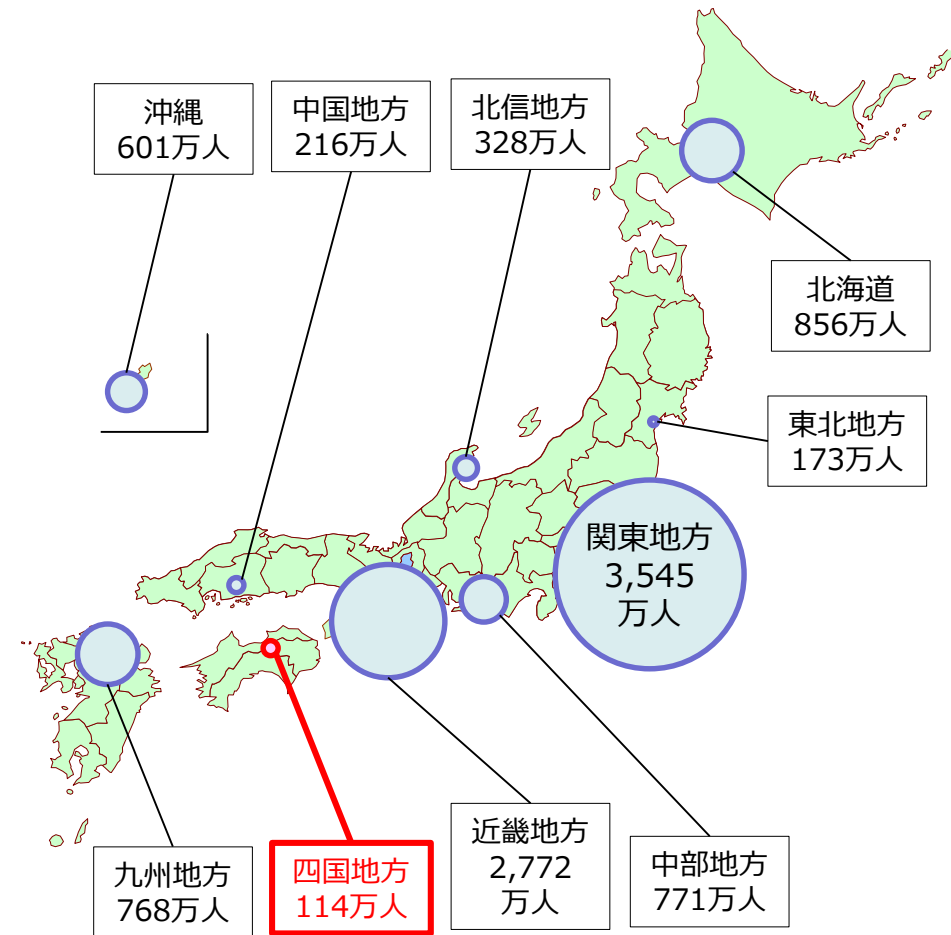 沖縄
601万人
中国地方
216万人
北信地方
328万人
北海道
856万人
東北地方
173万人
関東地方
3,545
万人
九州地方
768万人
四国地方
114万人
近畿地方
2,772
万人
中部地方
771万人